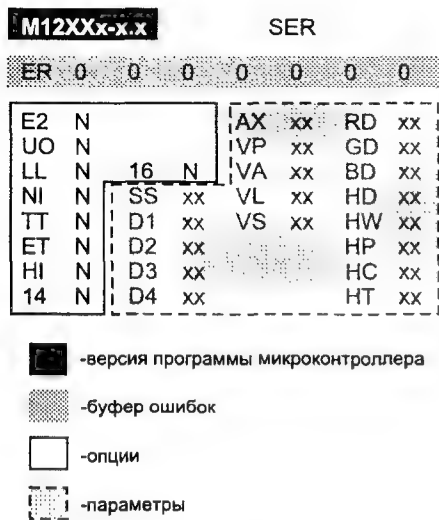 M12XXx-x.x SER
ER 0 0 0 0 0 0 0
E2 N AX xx RD xx
UO N VP xx GD xx
LL N 16 N VA xx BD xx
NI N SS xx VL xx HD xx
TT N D1 xx VS xx HW xx
ET N D2 xx HP xx
HI N D3 xx HC xx
14 N D4 xx HT xx
-версия программы микроконтроллера
-буфер ошибок
-опции
-параметры